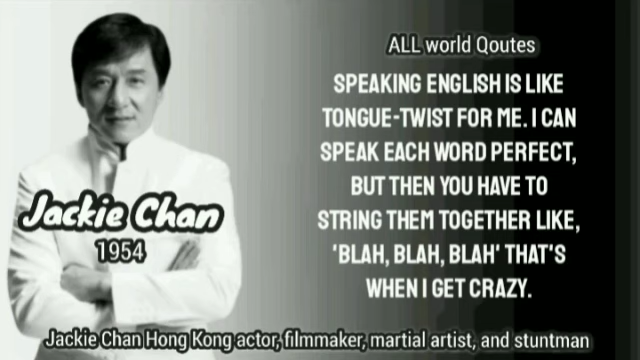 ALL world Qoutes
SPEAKING ENGLISH IS LIKE
TONGUE-TWIST FOR ME. I CAN
SPEAK EACH WORD PERFECT,
BUT THEN YOU HAVE TO
STRING THEM TOGETHER LIKE,
'BLAH, BLAH, BLAH' THAT'S
WHEN I GET CRAZY.
Jackie Chan
1954
Jackie Chan Hong Kong actor, filmmaker, martial artist, and stuntman